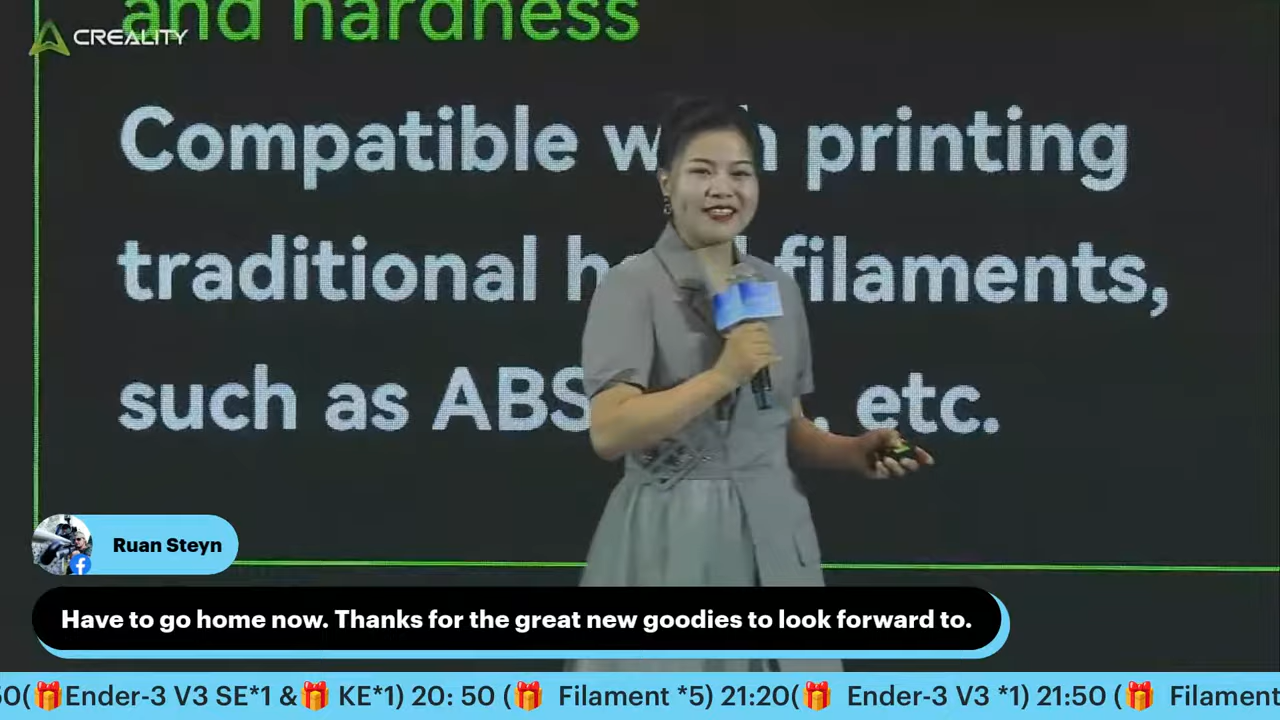 and hardness
CREALITY
Compatible printing
traditional filaments,
such as ABS , etc.
Ruan Steyn
Have to go home now. Thanks for the great new goodies to look forward to.
50(🎁Ender-3 V3 SE*1 &🎁 KE*1) 20: 50 (🎁 Filament *5) 21:20(🎁 Ender-3 V3 *1) 21:50 (🎁 Filament